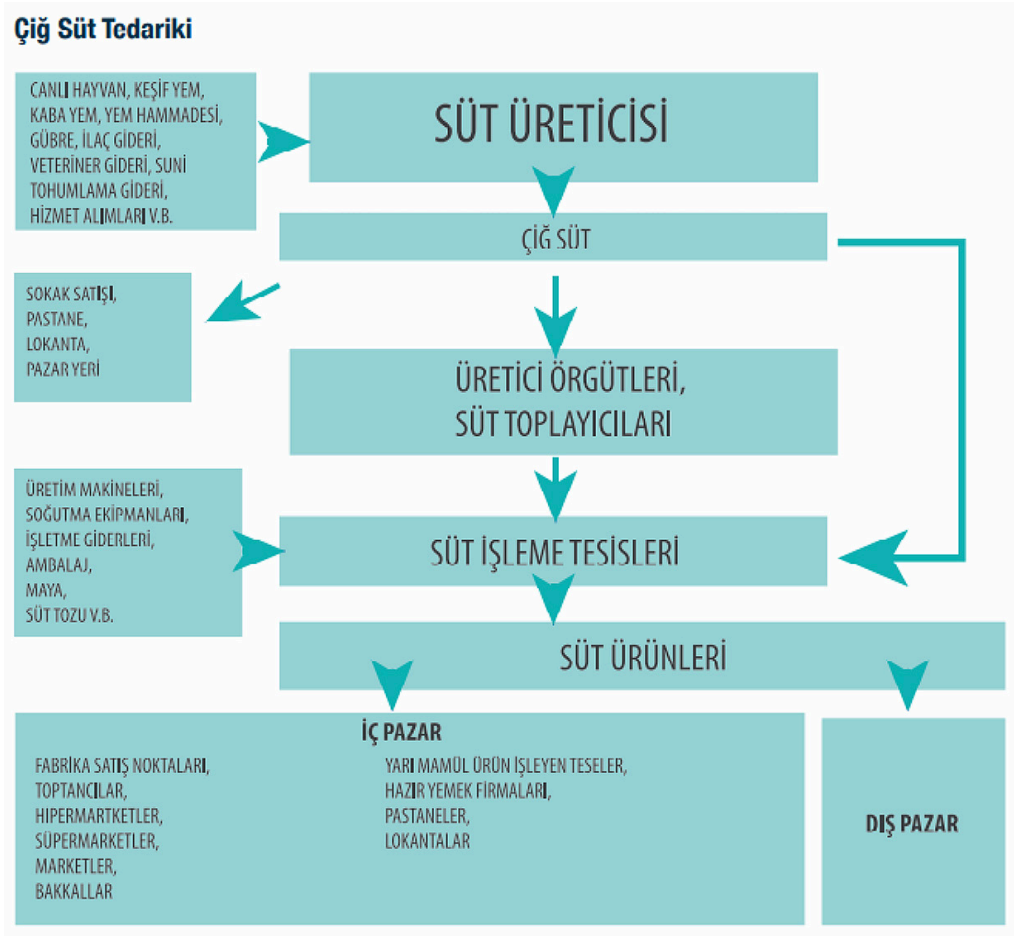 Çiğ Süt Tedariki
CANLI HAYVAN, KEŞİF YEM,
KABA YEM, YEM HAMMADESİ,
GÜBRE, İLAÇ GİDERİ,
VETERİNER GİDERİ, SUNİ
TOHUMLAMA GİDERİ,
HİZMET ALIMLARI V.B.
SÜT ÜRETİCİSİ
ÇİĞ SÜT
SOKAK SATIŞI,
PASTANE,
LOKANTA,
PAZAR YERİ
ÜRETİCİ ÖRGÜTLERİ,
SÜT TOPLAYICILARI
ÜRETİM MAKİNELERİ,
SOĞUTMA EKİPMANLARI,
İŞLETME GİDERLERİ,
AMBALAJ,
MAYA,
SÜT TOZU V.B.
SÜT İŞLEME TESİSLERİ
SÜT ÜRÜNLERİ
İÇ PAZAR
FABRİKA SATIŞ NOKTALARI,
TOPTANCILAR,
HIPERMARTKETLER,
SÜPERMARKETLER,
MARKETLER,
BAKKALLAR
YARI MAMÜL ÜRÜN İŞLEYEN TESELER,
HAZIR YEMEK FİRMALARI,
PASTANELER,
LOKANTALAR
DIŞ PAZAR